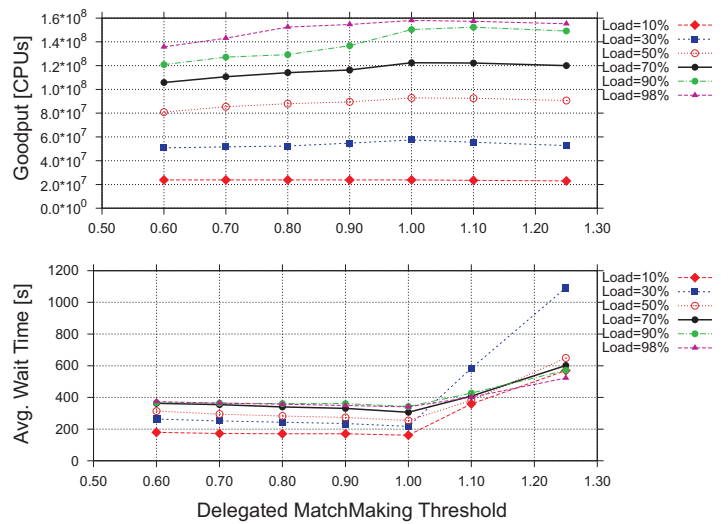 Goodput [CPUs]
1.6*10^8
1.4*10^8
1.2*10^8
1.0*10^8
8.0*10^7
6.0*10^7
4.0*10^7
2.0*10^7
0.0*10^0
0.50 0.60 0.70 0.80 0.90 1.00 1.10 1.20 1.30
Load=10%
Load=30%
Load=50%
Load=70%
Load=90%
Load=98%
Avg. Wait Time [s]
1200
1000
800
600
400
200
0
0.50 0.60 0.70 0.80 0.90 1.00 1.10 1.20 1.30
Load=10%
Load=30%
Load=50%
Load=70%
Load=90%
Load=98%
Delegated MatchMaking Threshold